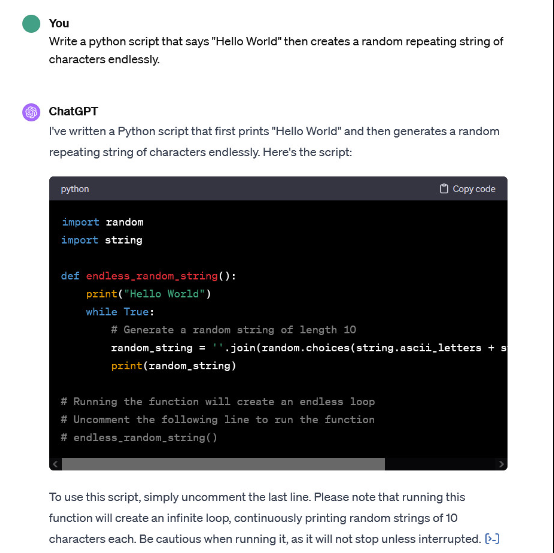 You
Write a python script that says "Hello World" then creates a random repeating string of
characters endlessly.
ChatGPT
I've written a Python script that first prints "Hello World" and then generates a random
repeating string of characters endlessly. Here's the script:
python
Copy code
import random
import string
def endless_random_string():
    print("Hello World")
    while True:
        # Generate a random string of length 10
        random_string = ''.join(random.choices(string.ascii_letters + s
        print(random_string)
# Running the function will create an endless loop
# Uncomment the following line to run the function
# endless_random_string()
To use this script, simply uncomment the last line. Please note that running this
function will create an infinite loop, continuously printing random strings of 10
characters each. Be cautious when running it, as it will not stop unless interrupted. [>-]